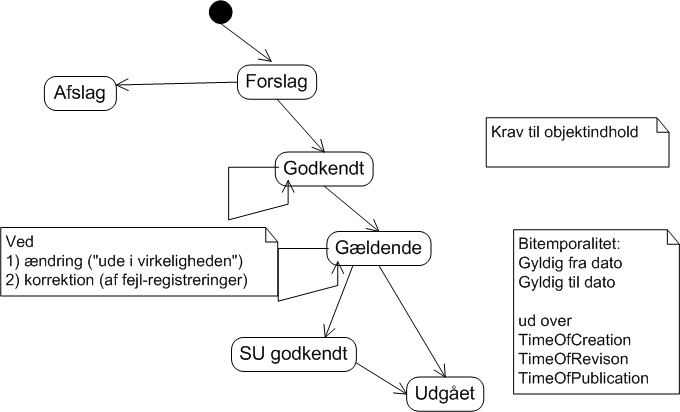 Forslag
Afslag
Krav til objektindhold
Godkendt
Ved
1) ændring ("ude i virkeligheden")
2) korrektion (af fejl-registreringer)
Gældende
Bitemporalitet:
Gyldig fra dato
Gyldig til dato
ud over
TimeOfCreation
TimeOfRevison
TimeOfPublication
SU godkendt
Udgået